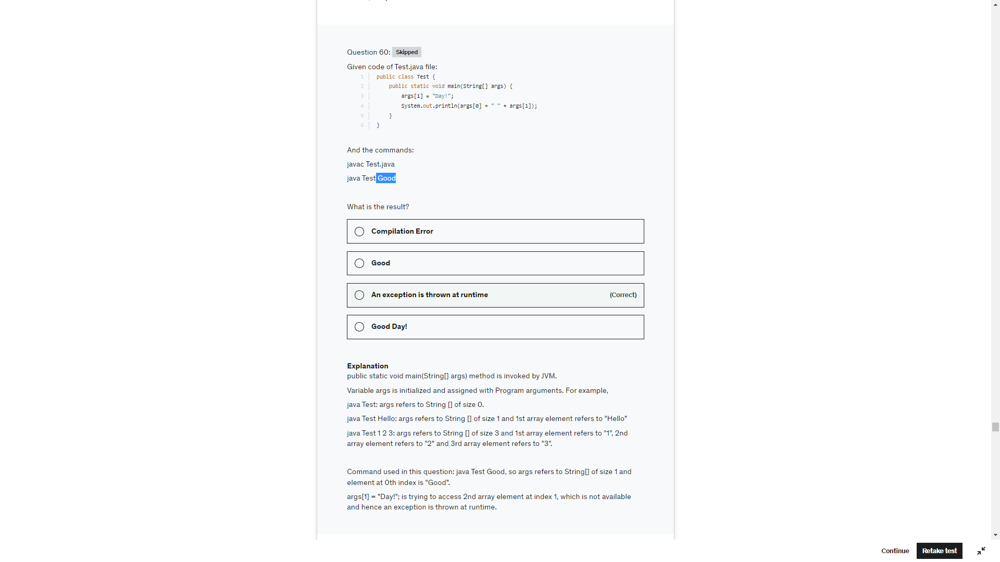 Question 60: Skipped
Given code of Test.java file:
1 public class Test {
2 public static void main(String[] args) {
3 args[1] = "Day!";
4 System.out.println(args[0] + " " + args[1]);
5 }
6 }
And the commands:
javac Test.java
java Test Good
What is the result?
Compilation Error
Good
An exception is thrown at runtime (Correct)
Good Day!
Explanation
public static void main(String[] args) method is invoked by JVM.
Variable args is initialized and assigned with Program arguments. For example,
java Test: args refers to String [] of size 0.
java Test Hello: args refers to String [] of size 1 and 1st array element refers to "Hello"
java Test 1 2 3: args refers to String [] of size 3 and 1st array element refers to "1", 2nd
array element refers to "2" and 3rd array element refers to "3".
Command used in this question: java Test Good, so args refers to String[] of size 1 and
element at 0th index is "Good".
args[1] = "Day!"; is trying to access 2nd array element at index 1, which is not available
and hence an exception is thrown at runtime.
Continue Retake test